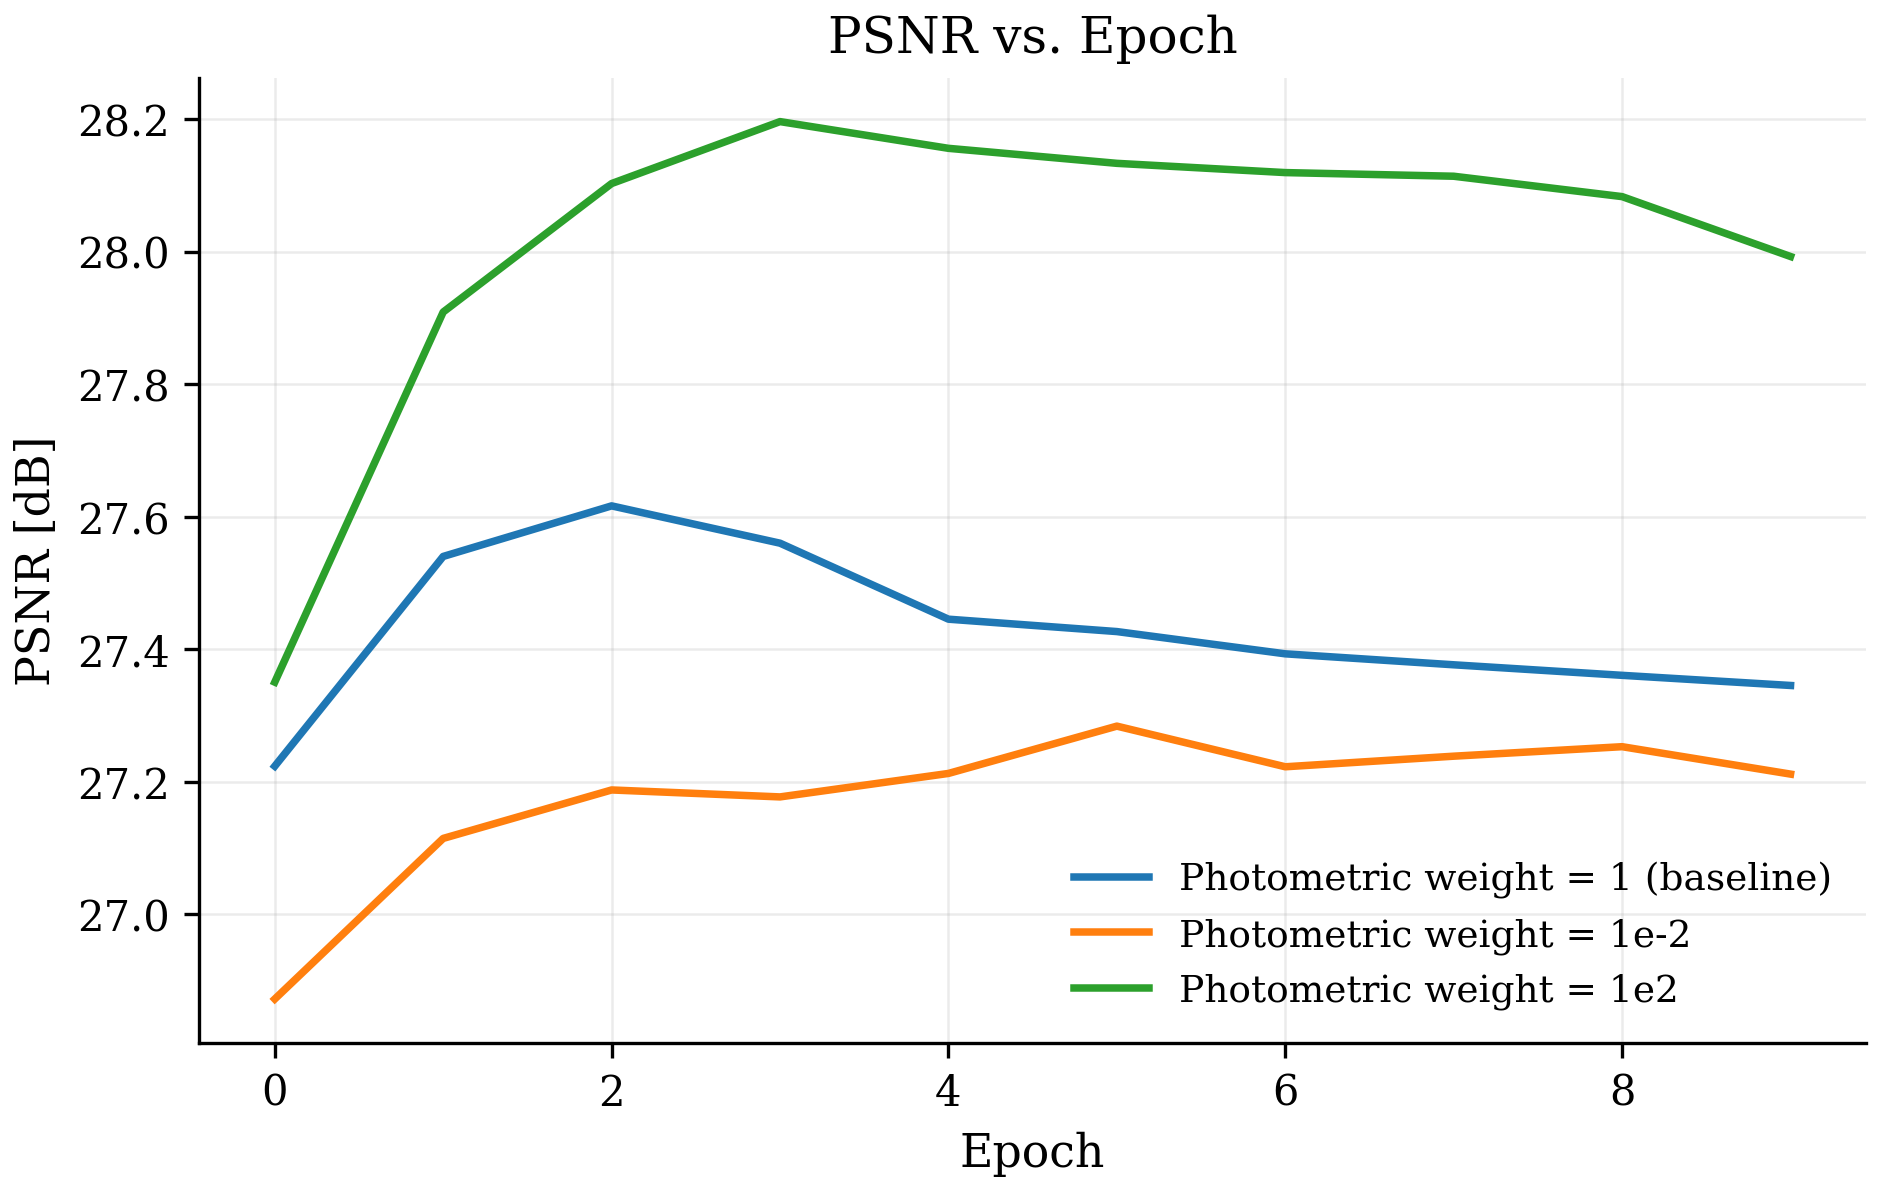 PSNR vs. Epoch
PSNR [dB]
28.2
28.0
27.8
27.6
27.4
27.2
27.0
Photometric weight = 1 (baseline)
Photometric weight = 1e-2
Photometric weight = 1e2
0 2 4 6 8
Epoch